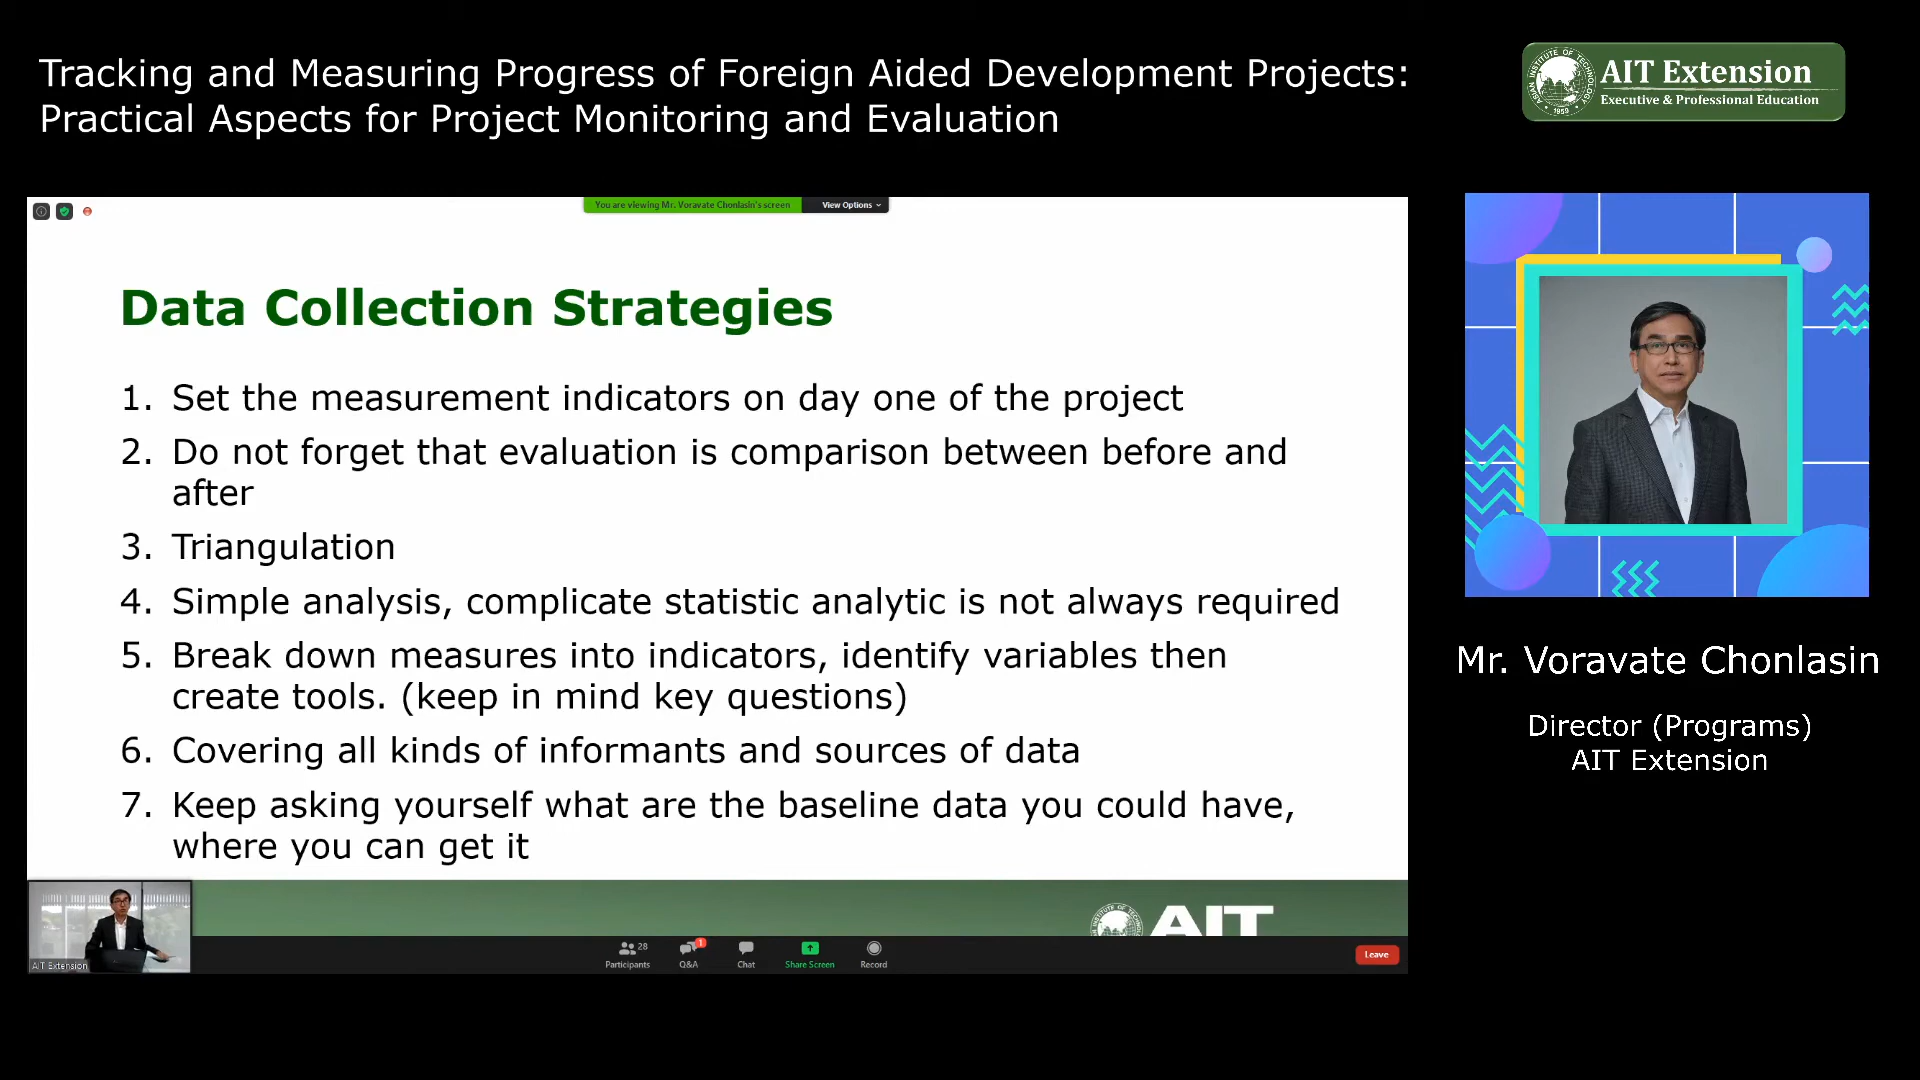 Tracking and Measuring Progress of Foreign Aided Development Projects:
Practical Aspects for Project Monitoring and Evaluation
ASIAN INSTITUTE OF TECHNOLOGY
1959
AIT Extension
Executive & Professional Education
You are viewing Mr. Voravate Chonlasin's screen
View Options
Data Collection Strategies
1. Set the measurement indicators on day one of the project
2. Do not forget that evaluation is comparison between before and
after
3. Triangulation
4. Simple analysis, complicate statistic analytic is not always required
5. Break down measures into indicators, identify variables then
create tools. (keep in mind key questions)
6. Covering all kinds of informants and sources of data
7. Keep asking yourself what are the baseline data you could have,
where you can get it
Mr. Voravate Chonlasin
Director (Programs)
AIT Extension
AIT
AIT Extension
28
Participants
1
Q&A
Chat
Share Screen
Record
Leave